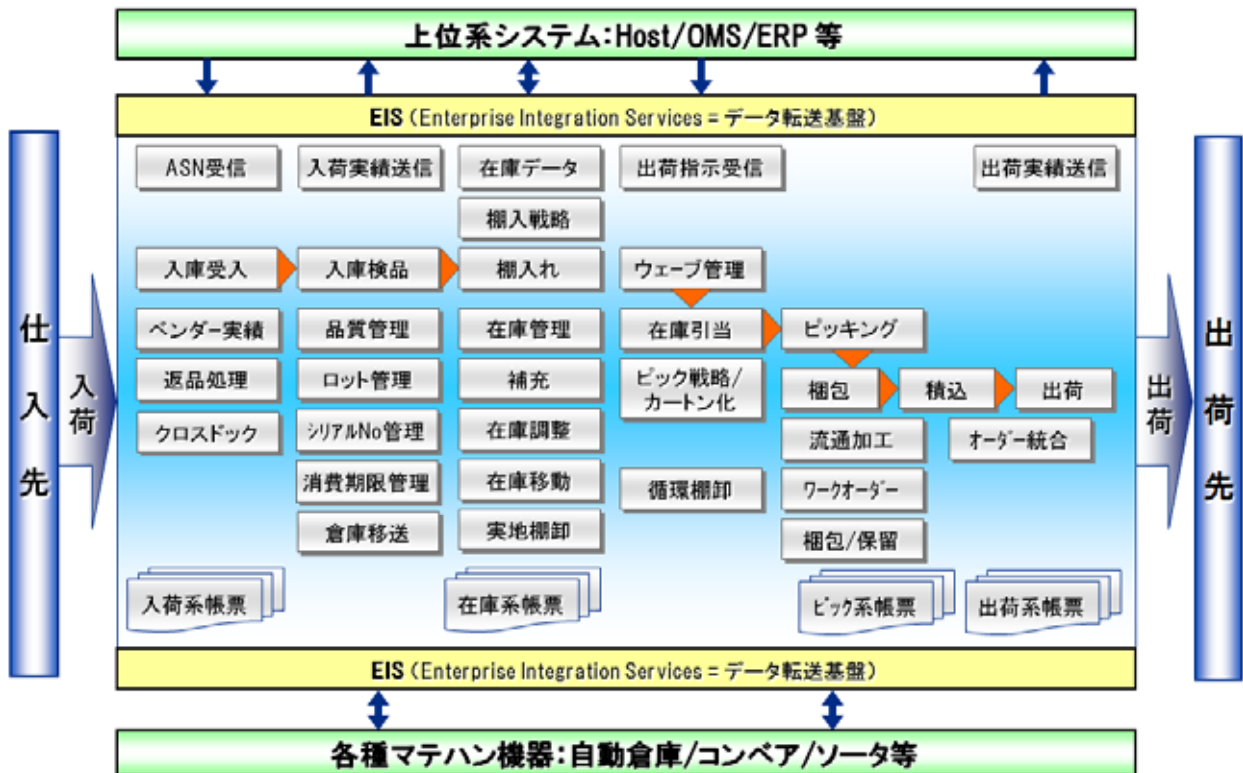 上位系システム:Host/OMS/ERP 等
EIS (Enterprise Integration Services = データ転送基盤)
仕入先
入荷
ASN受信
入荷実績送信
在庫データ
出荷指示受信
出荷実績送信
棚入戦略
入庫受入
入庫検品
棚入れ
ウェーブ管理
ベンダー実績
品質管理
在庫管理
在庫引当
ピッキング
返品処理
ロット管理
補充
ピック戦略/
カートン化
梱包
積込
出荷
クロスドック
シリアルNo管理
在庫調整
流通加工
オーダー統合
消費期限管理
在庫移動
循環棚卸
ワークオーダー
倉庫移送
実地棚卸
梱包/保留
入荷系帳票
在庫系帳票
ピック系帳票
出荷系帳票
出荷
出荷先
EIS (Enterprise Integration Services = データ転送基盤)
各種マテハン機器:自動倉庫/コンベア/ソータ等